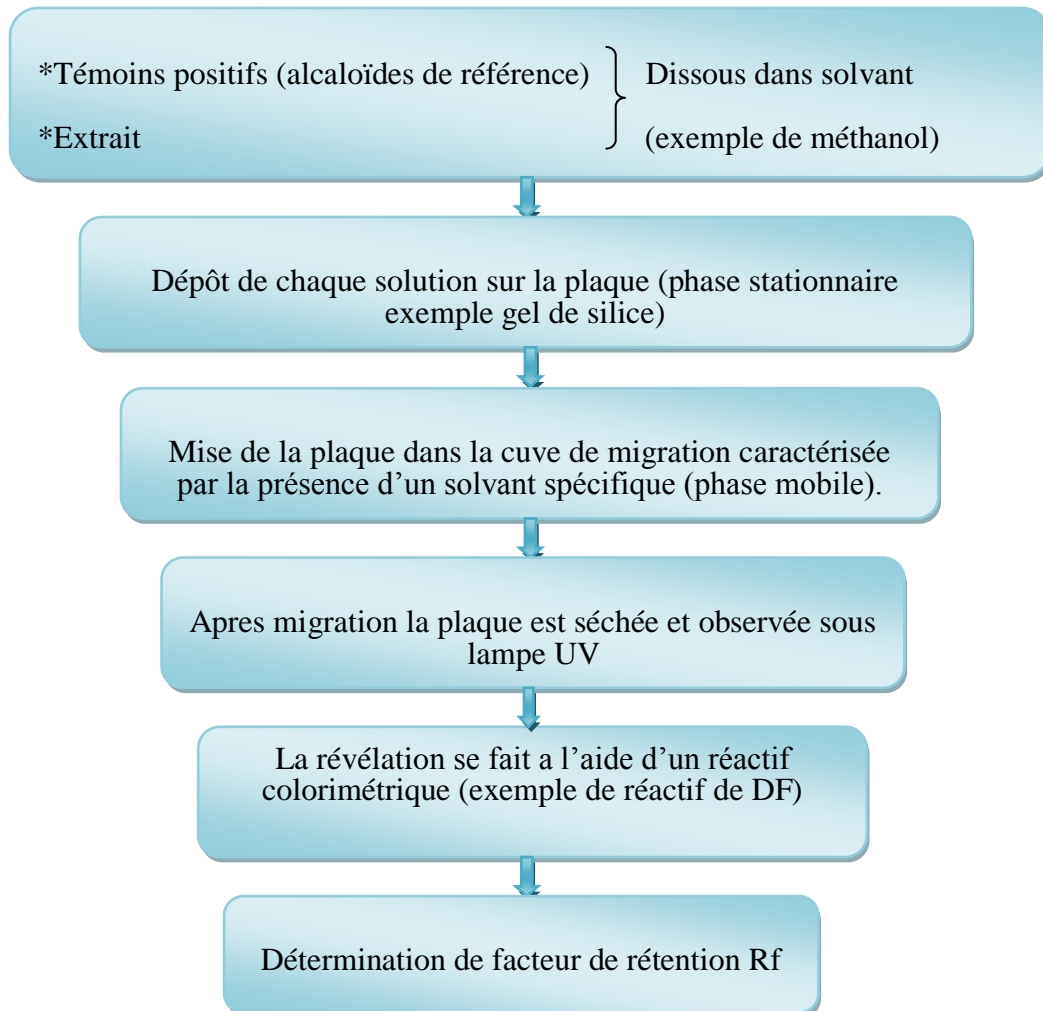 *Témoins positifs (alcaloïdes de référence) Dissous dans solvant
*Extrait (exemple de méthanol)
Dépôt de chaque solution sur la plaque (phase stationnaire
exemple gel de silice)
Mise de la plaque dans la cuve de migration caractérisée
par la présence d’un solvant spécifique (phase mobile).
Apres migration la plaque est séchée et observée sous
lampe UV
La révélation se fait a l’aide d’un réactif
colorimétrique (exemple de réactif de DF)
Détermination de facteur de rétention Rf